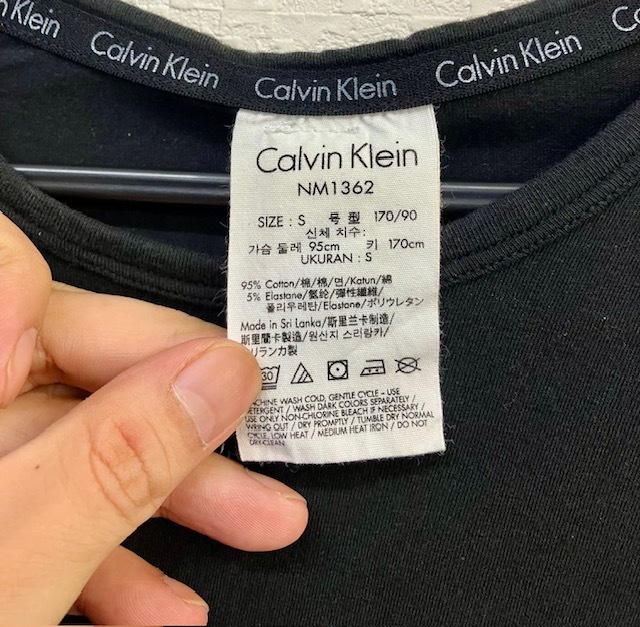 Calvin Klein
Calvin Klein
Calvin Klein
Calvin Klein
NM1362
SIZE: S 号 型 170/90
신체 치수:
가슴 둘레 95cm 키 170cm
UKURAN: S
95% Cotton/棉/棉/면/Katun/綿
5% Elastane/氨纶/彈性纖維/
폴리우레탄/Elastane/ポリウレタン
Made in Sri Lanka/斯里兰卡制造/
斯里蘭卡製造/원산지 스리랑카/
リランカ製
30
CHINE WASH COLD, GENTLE CYCLE – USE
DETERGENT / WASH DARK COLORS SEPARATELY /
USE ONLY NON-CHLORINE BLEACH IF NECESSARY /
WRING OUT / DRY PROMPTLY / TUMBLE DRY NORMAL
CYCLE, LOW HEAT / MEDIUM HEAT IRON / DO NOT
DRY-CLEAN